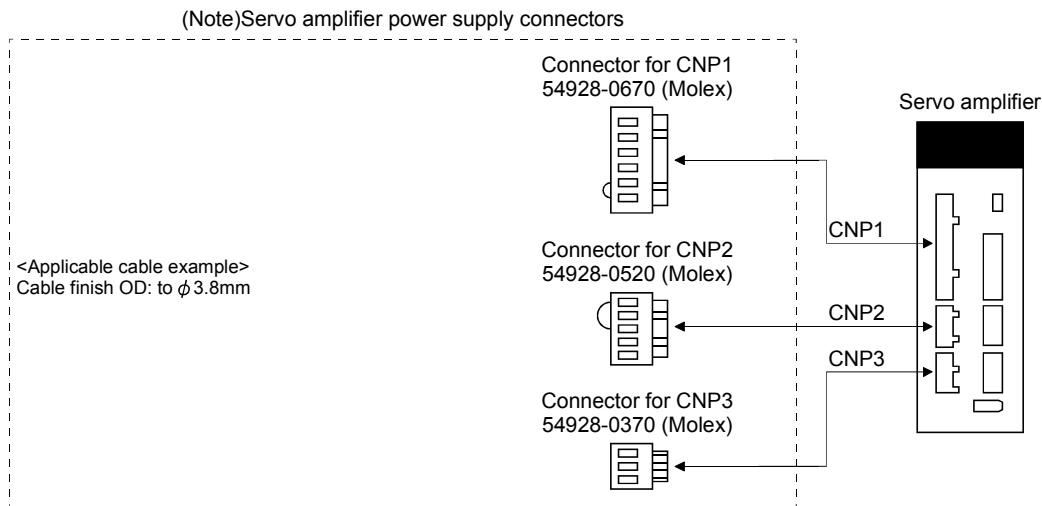 (Note)Servo amplifier power supply connectors
Connector for CNP1
54928-0670 (Molex)
Servo amplifier
CNP1
<Applicable cable example>
Cable finish OD: to ϕ3.8mm
Connector for CNP2
54928-0520 (Molex)
CNP2
CNP3
Connector for CNP3
54928-0370 (Molex)